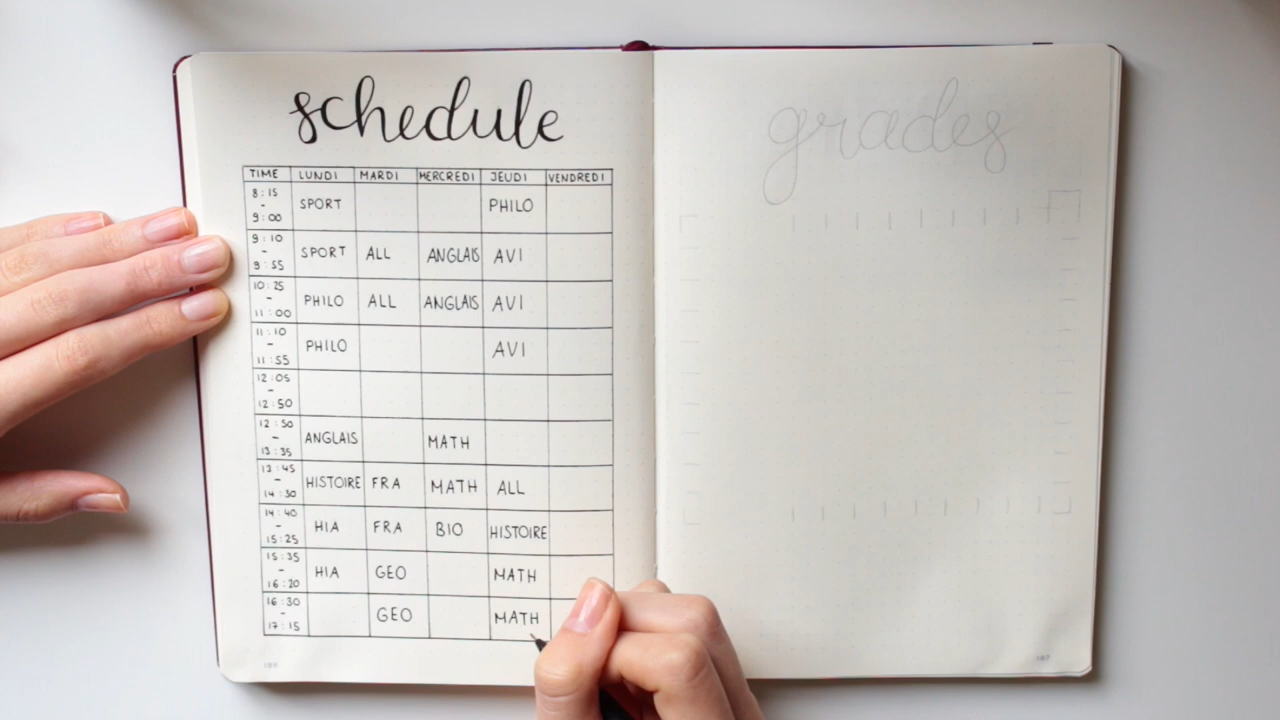 schedule
grades
TIME LUNDI MARDI MERCREDI JEUDI VENDREDI
8:15 - 9:00 SPORT PHILO
9:10 - 9:55 SPORT ALL ANGLAIS AVI
10:25 - 11:00 PHILO ALL ANGLAIS AVI
11:10 - 11:55 PHILO AVI
12:05 - 12:50
12:50 - 13:35 ANGLAIS MATH
13:45 - 14:30 HISTOIRE FRA MATH ALL
14:40 - 15:25 HIA FRA BIO HISTOIRE
15:35 - 16:20 HIA GEO MATH
16:30 - 17:15 GEO MATH
186
187